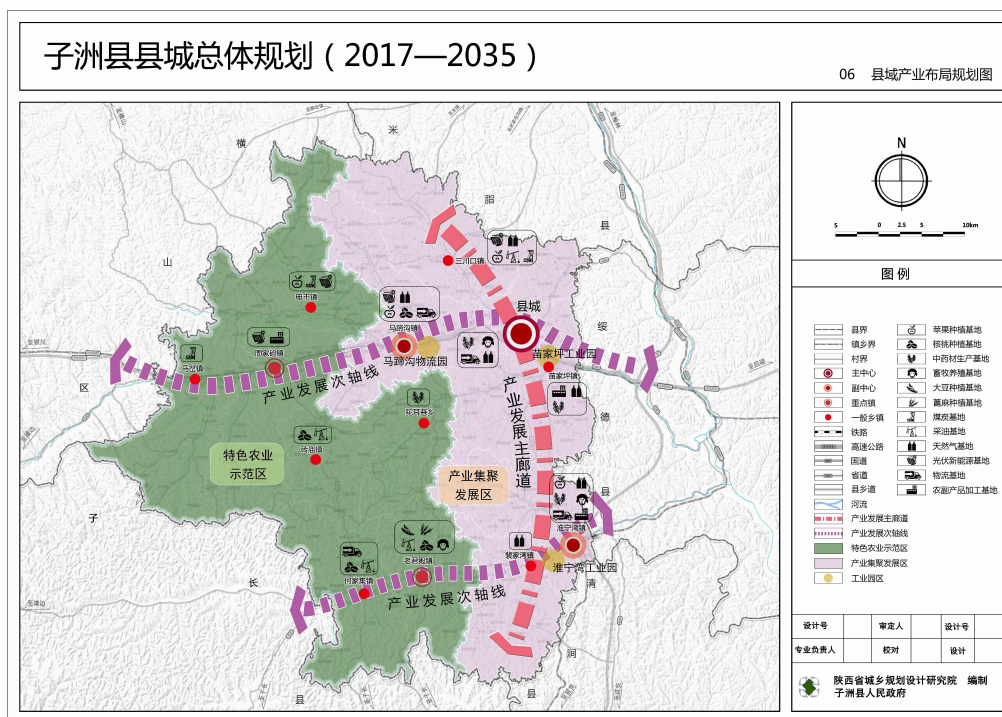 子洲县县城总体规划（2017—2035）
06 县域产业布局规划图
横
米
脂
县
山
区
子
长
县
绥
德
县
清
涧
县
至银川
三川口镇
电市镇
马蹄沟镇
马蹄沟物流园
县城
苗家坪工业园
苗家坪镇
周家硷镇
马岔镇
产业发展次轴线
驼耳巷乡
砖庙镇
特色农业
示范区
产业集聚
发展区
产业发展主廊道
淮宁湾镇
淮宁湾工业园
裴家湾镇
老君殿镇
何家集镇
产业发展次轴线
N
5 0 2.5 5 10km
图例
县界
镇乡界
村界
主中心
副中心
重点镇
一般乡镇
铁路
高速公路
国道
省道
县乡道
河流
产业发展主廊道
产业发展次轴线
特色农业示范区
产业集聚发展区
工业园区
苹果种植基地
核桃种植基地
中药材生产基地
畜牧养殖基地
大豆种植基地
蓖麻种植基地
煤炭基地
采油基地
天然气基地
光伏新能源基地
物流基地
农副产品加工基地
设计号 审定人 设计号
专业负责人 校对 设计
陕西省城乡规划设计研究院 编制
子洲县人民政府